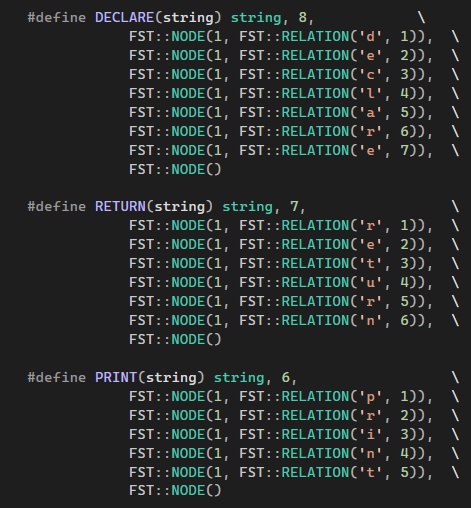 #define DECLARE(string) string, 8, \
FST::NODE(1, FST::RELATION('d', 1)), \
FST::NODE(1, FST::RELATION('e', 2)), \
FST::NODE(1, FST::RELATION('c', 3)), \
FST::NODE(1, FST::RELATION('l', 4)), \
FST::NODE(1, FST::RELATION('a', 5)), \
FST::NODE(1, FST::RELATION('r', 6)), \
FST::NODE(1, FST::RELATION('e', 7)), \
FST::NODE()
#define RETURN(string) string, 7, \
FST::NODE(1, FST::RELATION('r', 1)), \
FST::NODE(1, FST::RELATION('e', 2)), \
FST::NODE(1, FST::RELATION('t', 3)), \
FST::NODE(1, FST::RELATION('u', 4)), \
FST::NODE(1, FST::RELATION('r', 5)), \
FST::NODE(1, FST::RELATION('n', 6)), \
FST::NODE()
#define PRINT(string) string, 6, \
FST::NODE(1, FST::RELATION('p', 1)), \
FST::NODE(1, FST::RELATION('r', 2)), \
FST::NODE(1, FST::RELATION('i', 3)), \
FST::NODE(1, FST::RELATION('n', 4)), \
FST::NODE(1, FST::RELATION('t', 5)), \
FST::NODE()